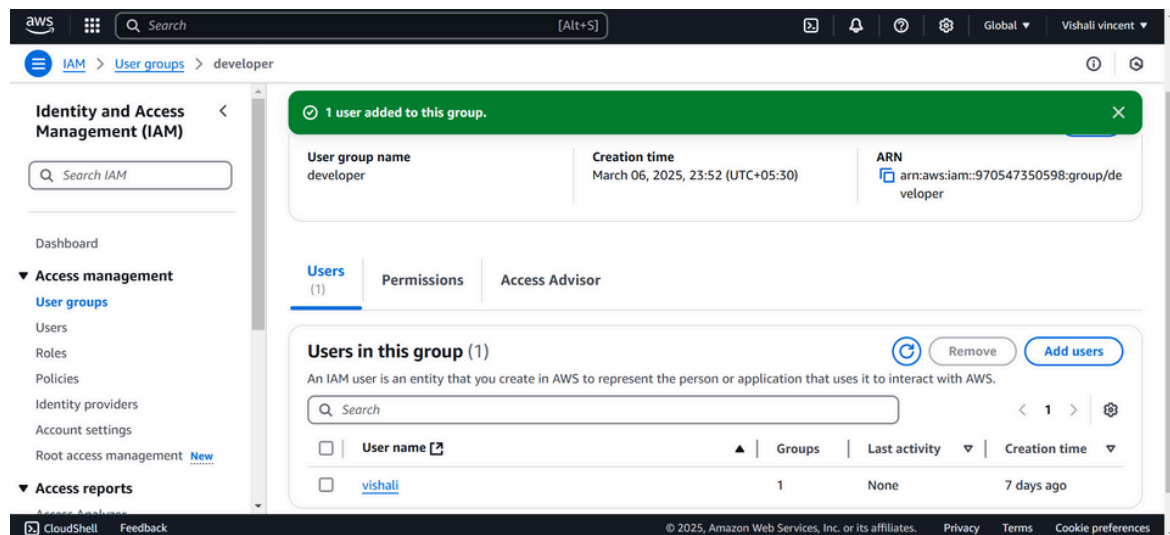 aws
Search [Alt+S]
Global ▼ Vishali vincent ▼
IAM > User groups > developer
Identity and Access
Management (IAM)
Search IAM
Dashboard
Access management
User groups
Users
Roles
Policies
Identity providers
Account settings
Root access management New
Access reports
Access Analyzer
1 user added to this group.
User group name
developer
Creation time
March 06, 2025, 23:52 (UTC+05:30)
ARN
arn:aws:iam::970547350598:group/de
veloper
Users
(1)
Permissions
Access Advisor
Users in this group (1)
Remove
Add users
An IAM user is an entity that you create in AWS to represent the person or application that uses it to interact with AWS.
Search
< 1 >
User name Groups Last activity Creation time
vishali 1 None 7 days ago
CloudShell Feedback © 2025, Amazon Web Services, Inc. or its affiliates. Privacy Terms Cookie preferences